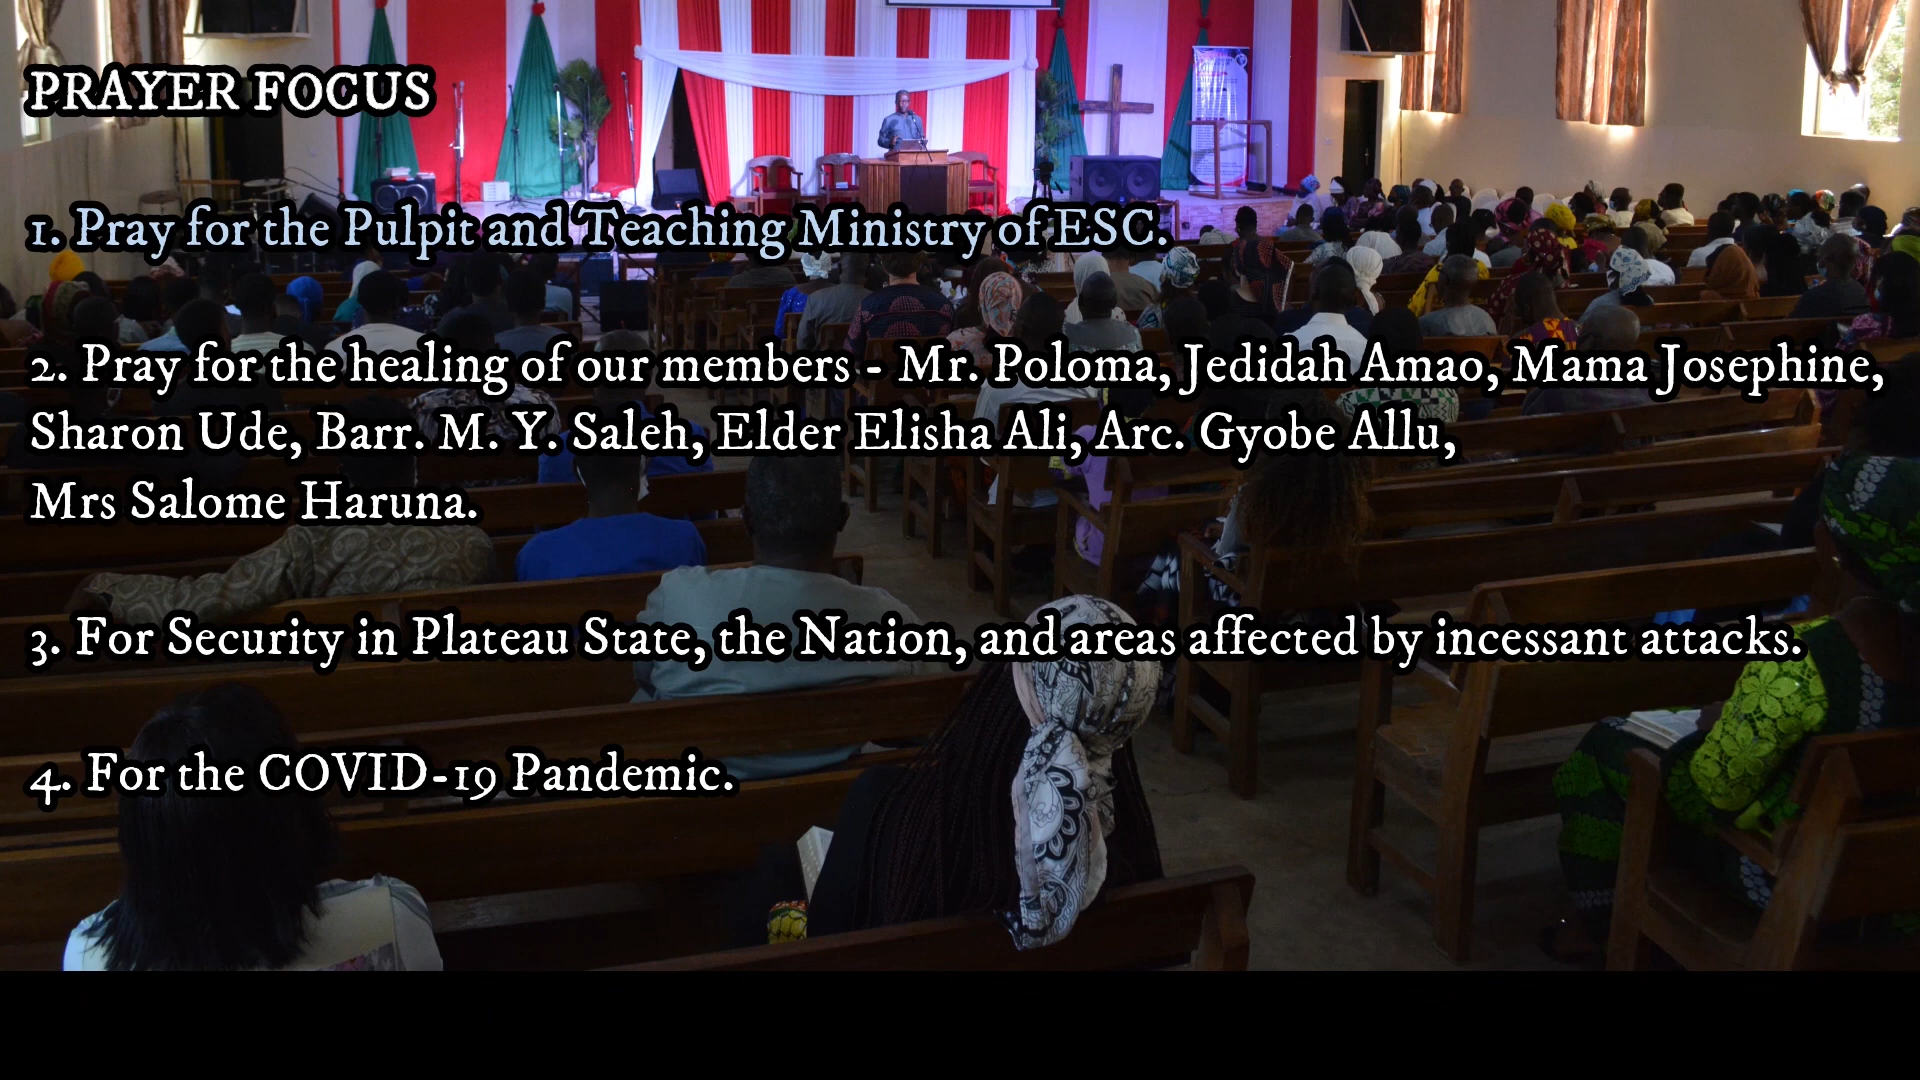 PRAYER FOCUS
1. Pray for the Pulpit and Teaching Ministry of ESC.
2. Pray for the healing of our members - Mr. Poloma, Jedidah Amao, Mama Josephine,
Sharon Ude, Barr. M. Y. Saleh, Elder Elisha Ali, Arc. Gyobe Allu,
Mrs Salome Haruna.
3. For Security in Plateau State, the Nation, and areas affected by incessant attacks.
4. For the COVID-19 Pandemic.